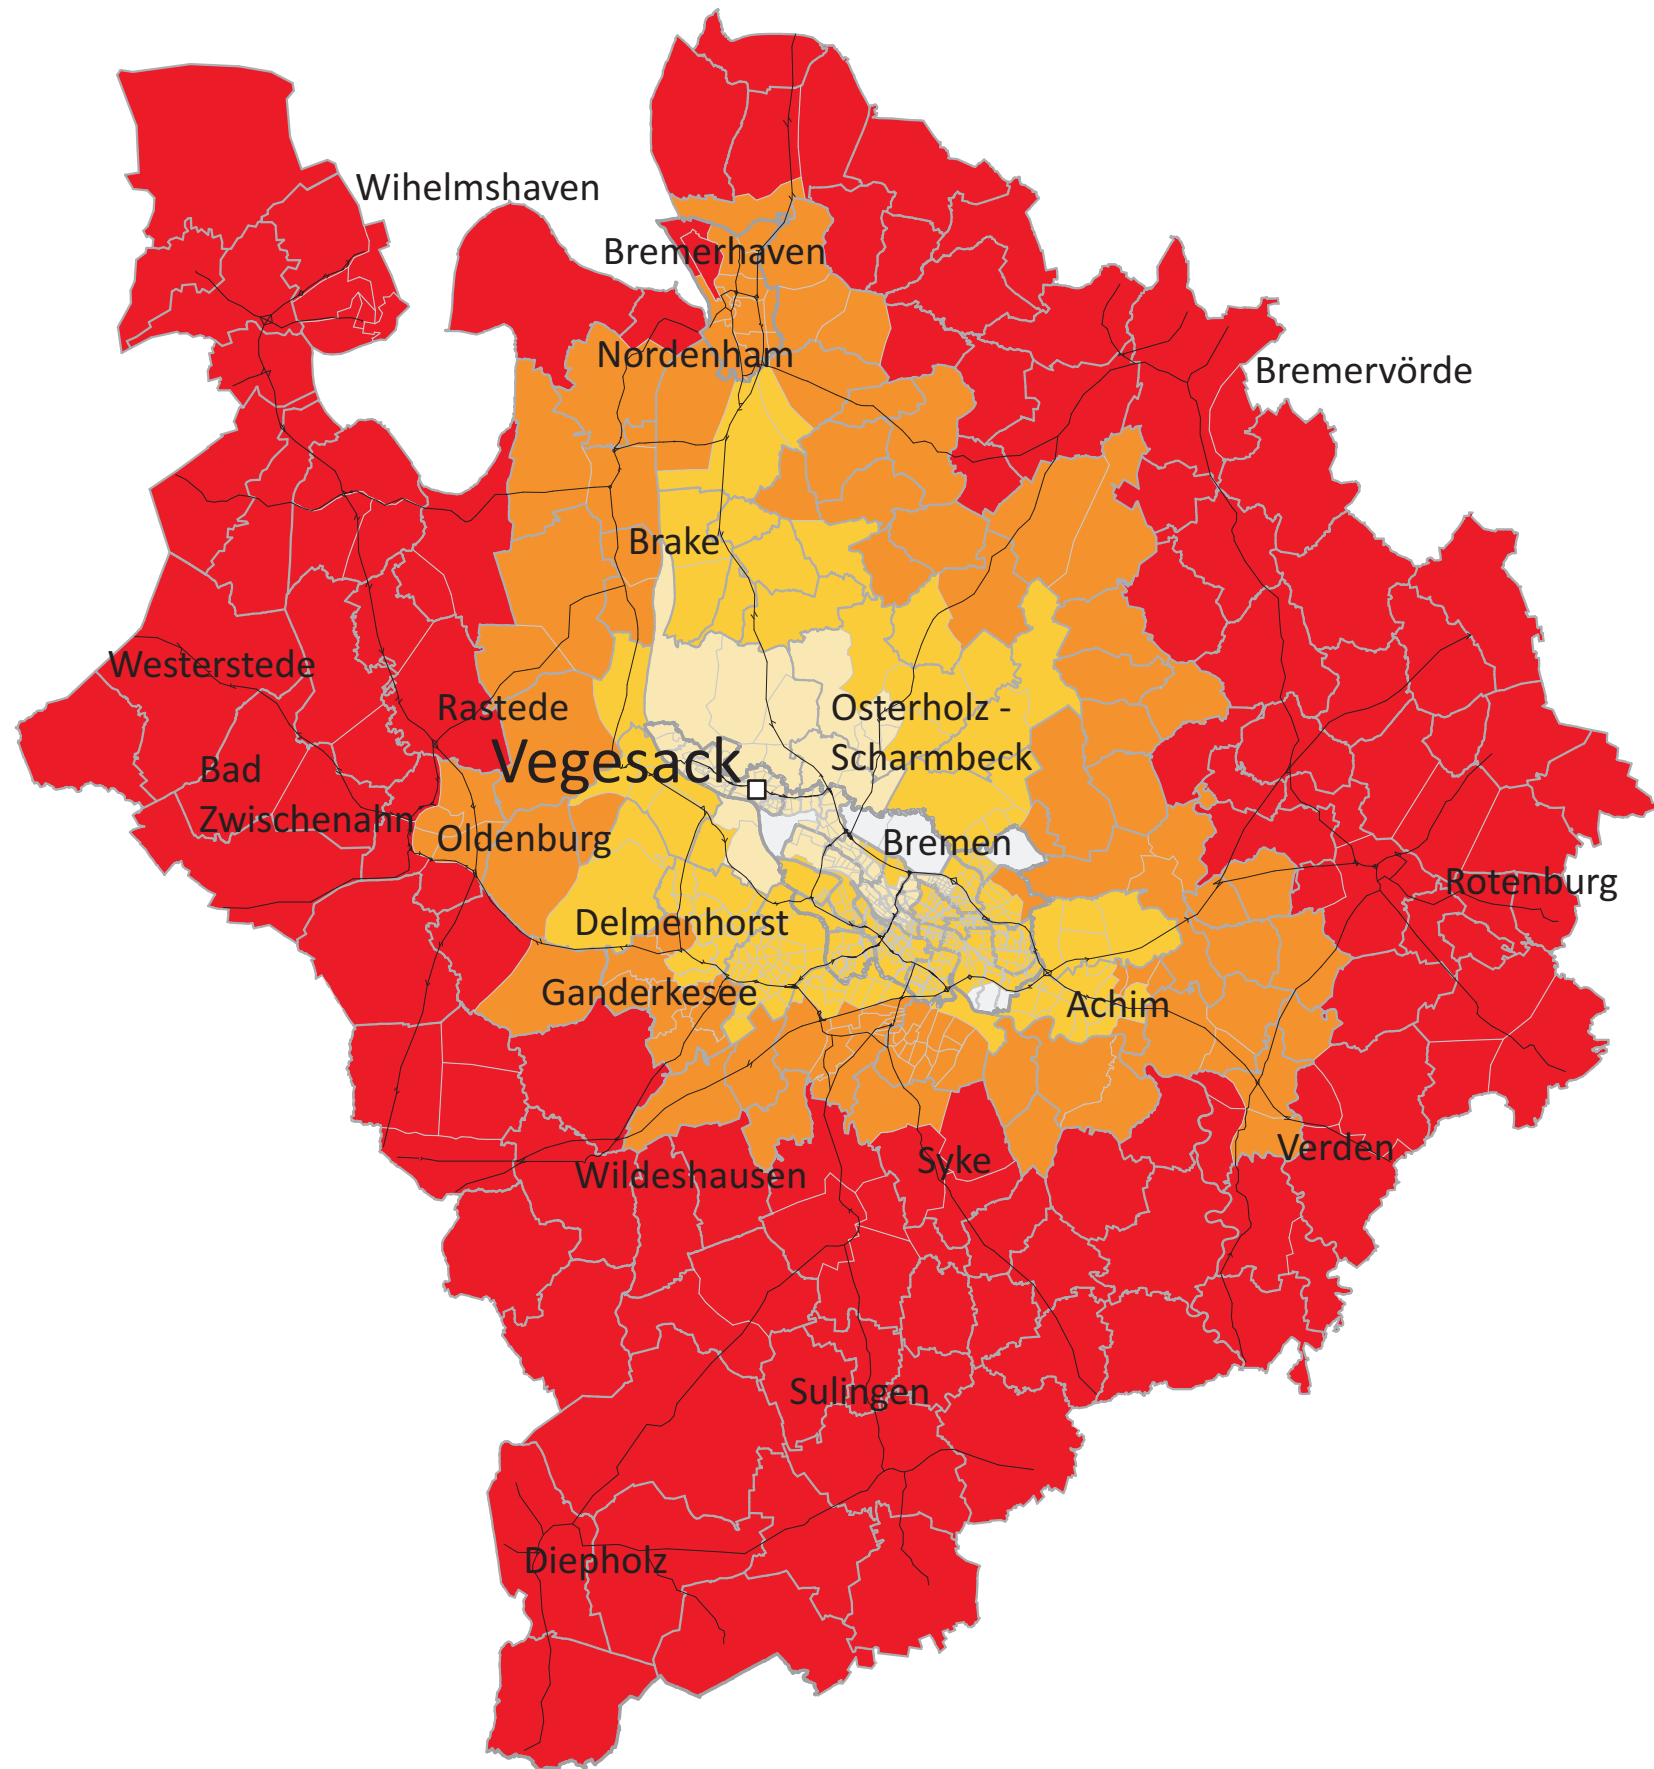 Wihelmshaven
Bremerhaven
Nordenham
Bremervörde
Brake
Westerstede
Rastede
Osterholz -
Scharmbeck
Vegesack
Bad
Zwischenahn
Oldenburg
Bremen
Rotenburg
Delmenhorst
Ganderkesee
Achim
Verden
Wildeshausen
Syke
Sulingen
Diepholz